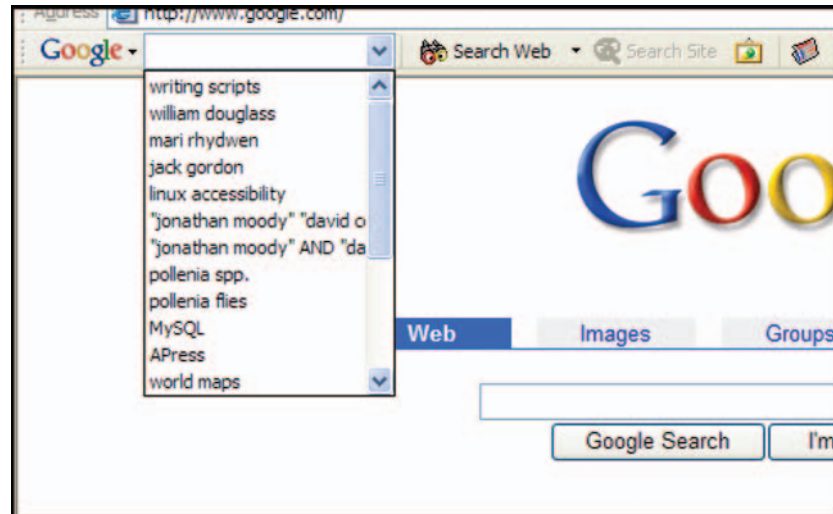 Address http://www.google.com/
Google Search Web Search Site
writing scripts
william douglass
mari rhydwen
jack gordon
linux accessibility
"jonathan moody" "david c
"jonathan moody" AND "da
pollenia spp.
pollenia flies
MySQL
APress
world maps
Goo
Web Images Groups
Google Search I'm